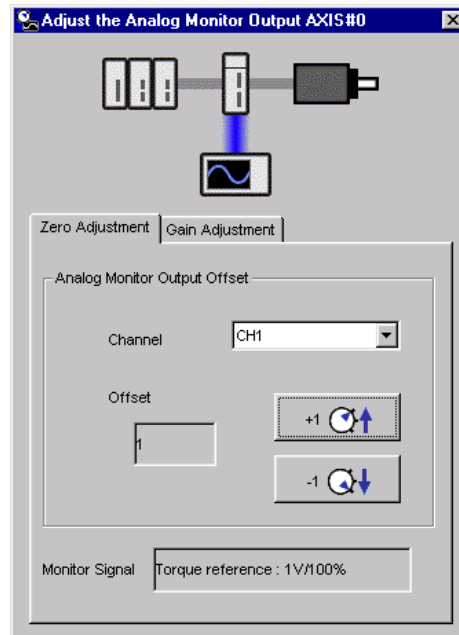 Adjust the Analog Monitor Output AXIS#0
Zero Adjustment
Gain Adjustment
Analog Monitor Output Offset
Channel
CH1
Offset
1
+1
-1
Monitor Signal
Torque reference : 1V/100%